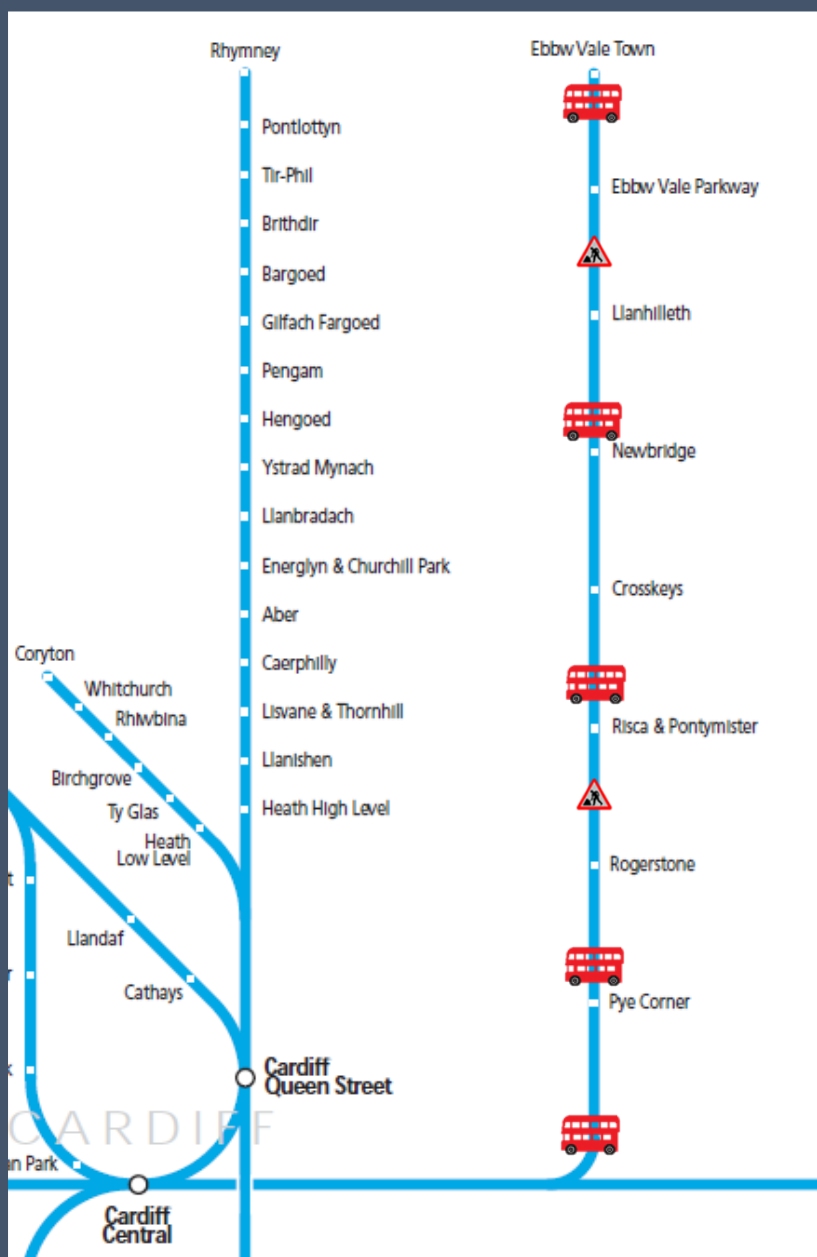 Rhymney
Ebbw Vale Town
Pontlottyn
Tir-Phil
Ebbw Vale Parkway
Brithdir
Bargoed
Llanhilleth
Gilfach Fargoed
Pengam
Hengoed
Newbridge
Ystrad Mynach
Llanbradach
Energlyn & Churchill Park
Crosskeys
Aber
Coryton
Caerphilly
Whitchurch
Rhiwbina
Lisvane & Thornhill
Risca & Pontymister
Birchgrove
Llanishen
Ty Glas
Heath High Level
Heath
Low Level
Rogerstone
t
Llandaf
r
Cathays
Pye Corner
k
Cardiff
Queen Street
CARDIFF
an Park
Cardiff
Central